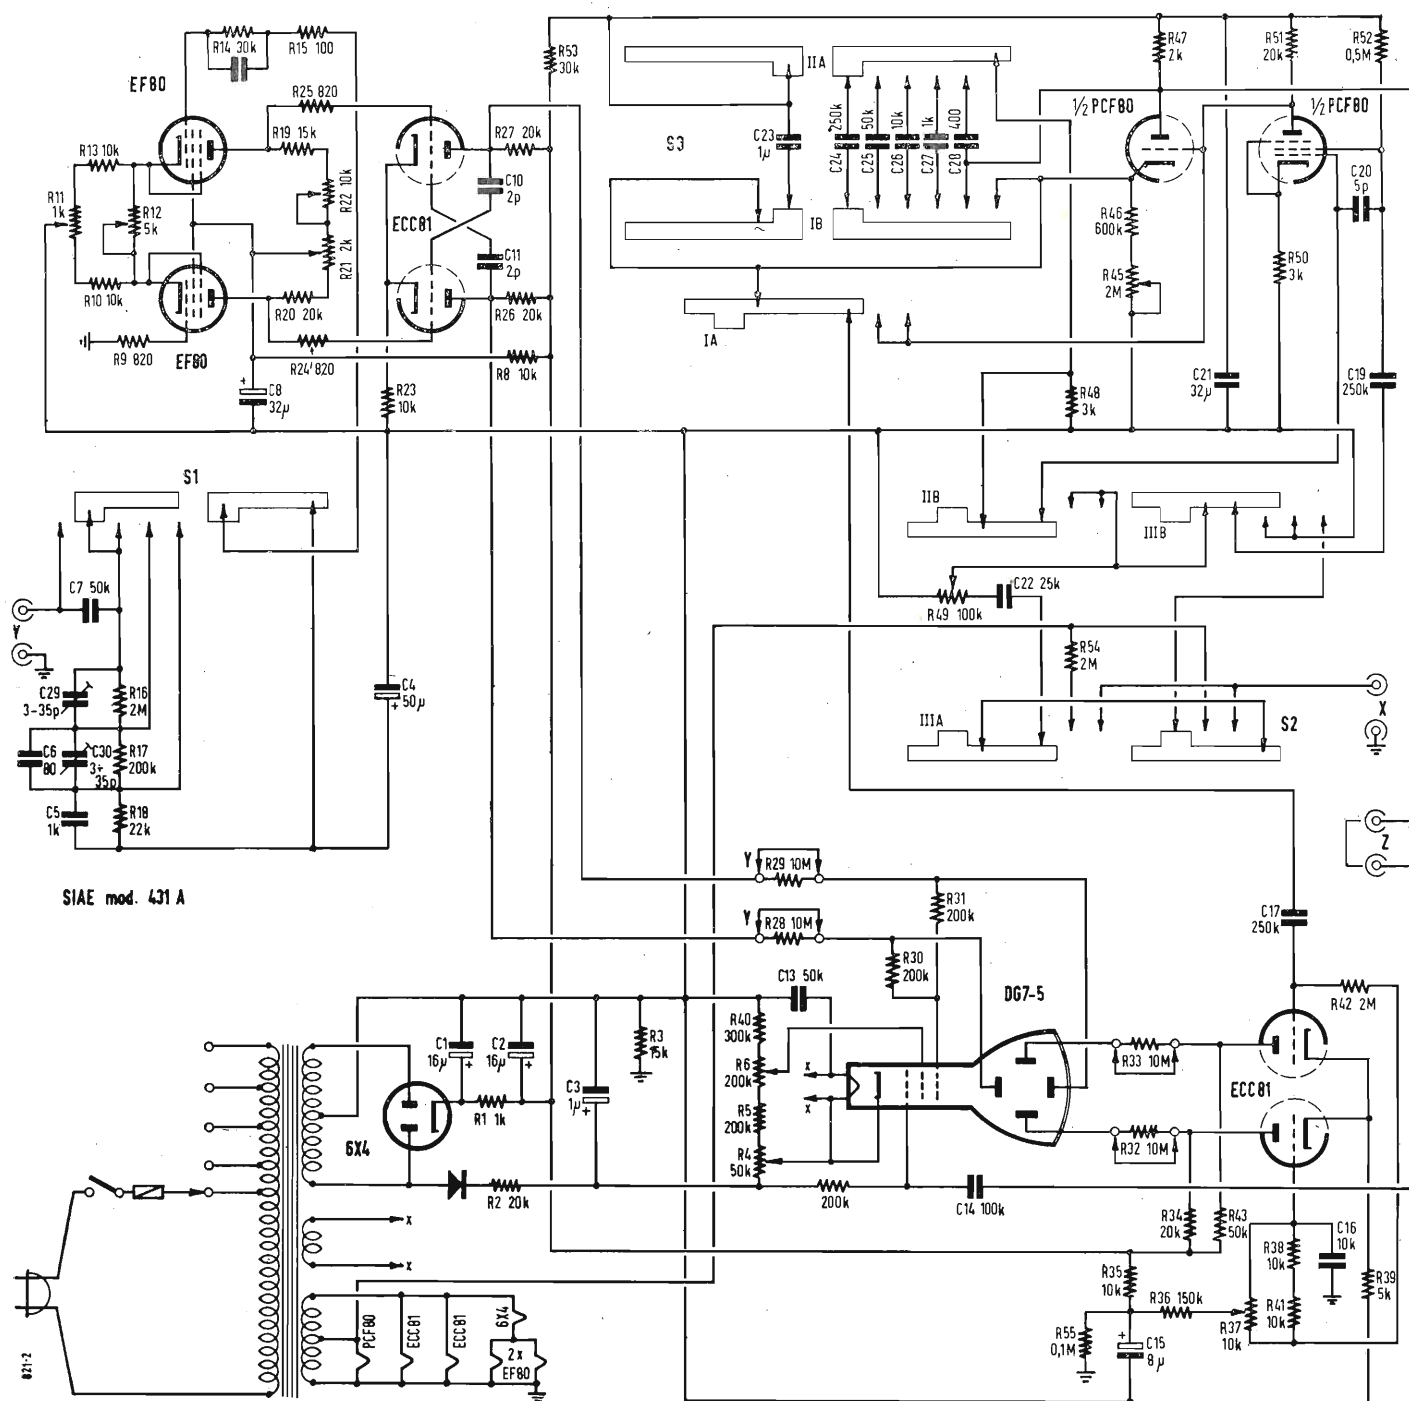 R14 30k
R15 100
EF80
R25 820
R19 15k
R13 10k
R11
1k
R12
5k
R22 10k
R21 2k
R10 10k
R20 20k
R9 820
EF80
R24 820
C8
32µ
R23
10k
ECC81
R27 20k
C10
2p
C11
2p
R26 20k
R8 10k
R53
30k
S3
IIA
C23
1µ
IB
IA
250k
50k
10k
1k
400
C24
C25
C26
C27
C28
R47
2k
½ PCF80
R51
20k
R52
0,5M
½ PCF80
C20
5p
R46
600k
R45
2M
R50
3k
R48
3k
C21
32µ
C19
250k
S1
C7 50k
Y
C29
3-35p
R16
2M
C6
80
C30
3÷
35p
R17
200k
C5
1k
R18
22k
C4
50µ
IIB
IIIB
R49 100k
C22 25k
R54
2M
IIIA
S2
X
Z
SIAE mod. 431 A
Y
R29 10M
R31
200k
Y
R28 10M
R30
200k
C13 50k
DG7-5
C17
250k
R42 2M
R40
300k
R6
200k
R5
200k
R4
50k
x
x
R33 10M
R32 10M
ECC81
C1
16µ
C2
16µ
R3
15k
C3
1µ
R1 1k
6X4
R2 20k
200k
C14 100k
R34
20k
R43
50k
R38
10k
C16
10k
R39
5k
R35
10k
R36 150k
R37
10k
R41
10k
R55
0,1M
C15
8µ
x
x
PCF80
ECC81
ECC81
6X4
2x
EF80
821-2